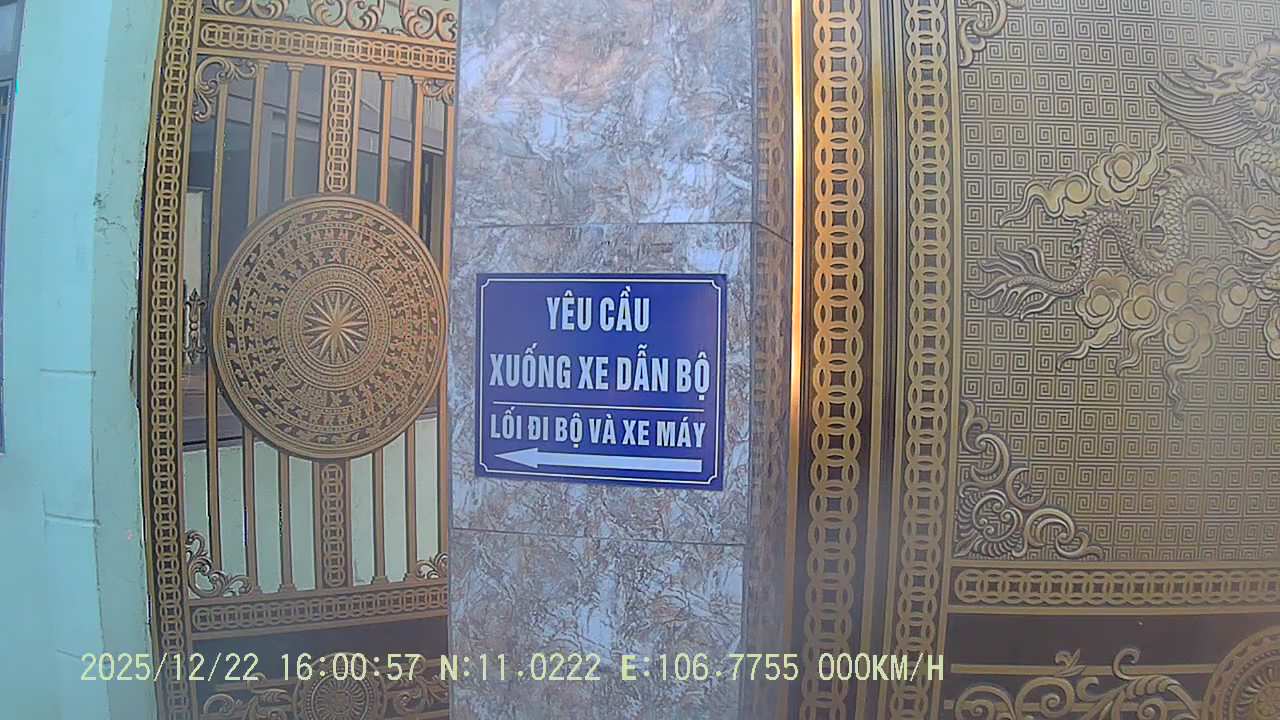 YÊU CẦU
XUỐNG XE DẪN BỘ
LỐI ĐI BỘ VÀ XE MÁY
2025/12/22 16:00:57 N:11.0222 E:106.7755 000KM/H